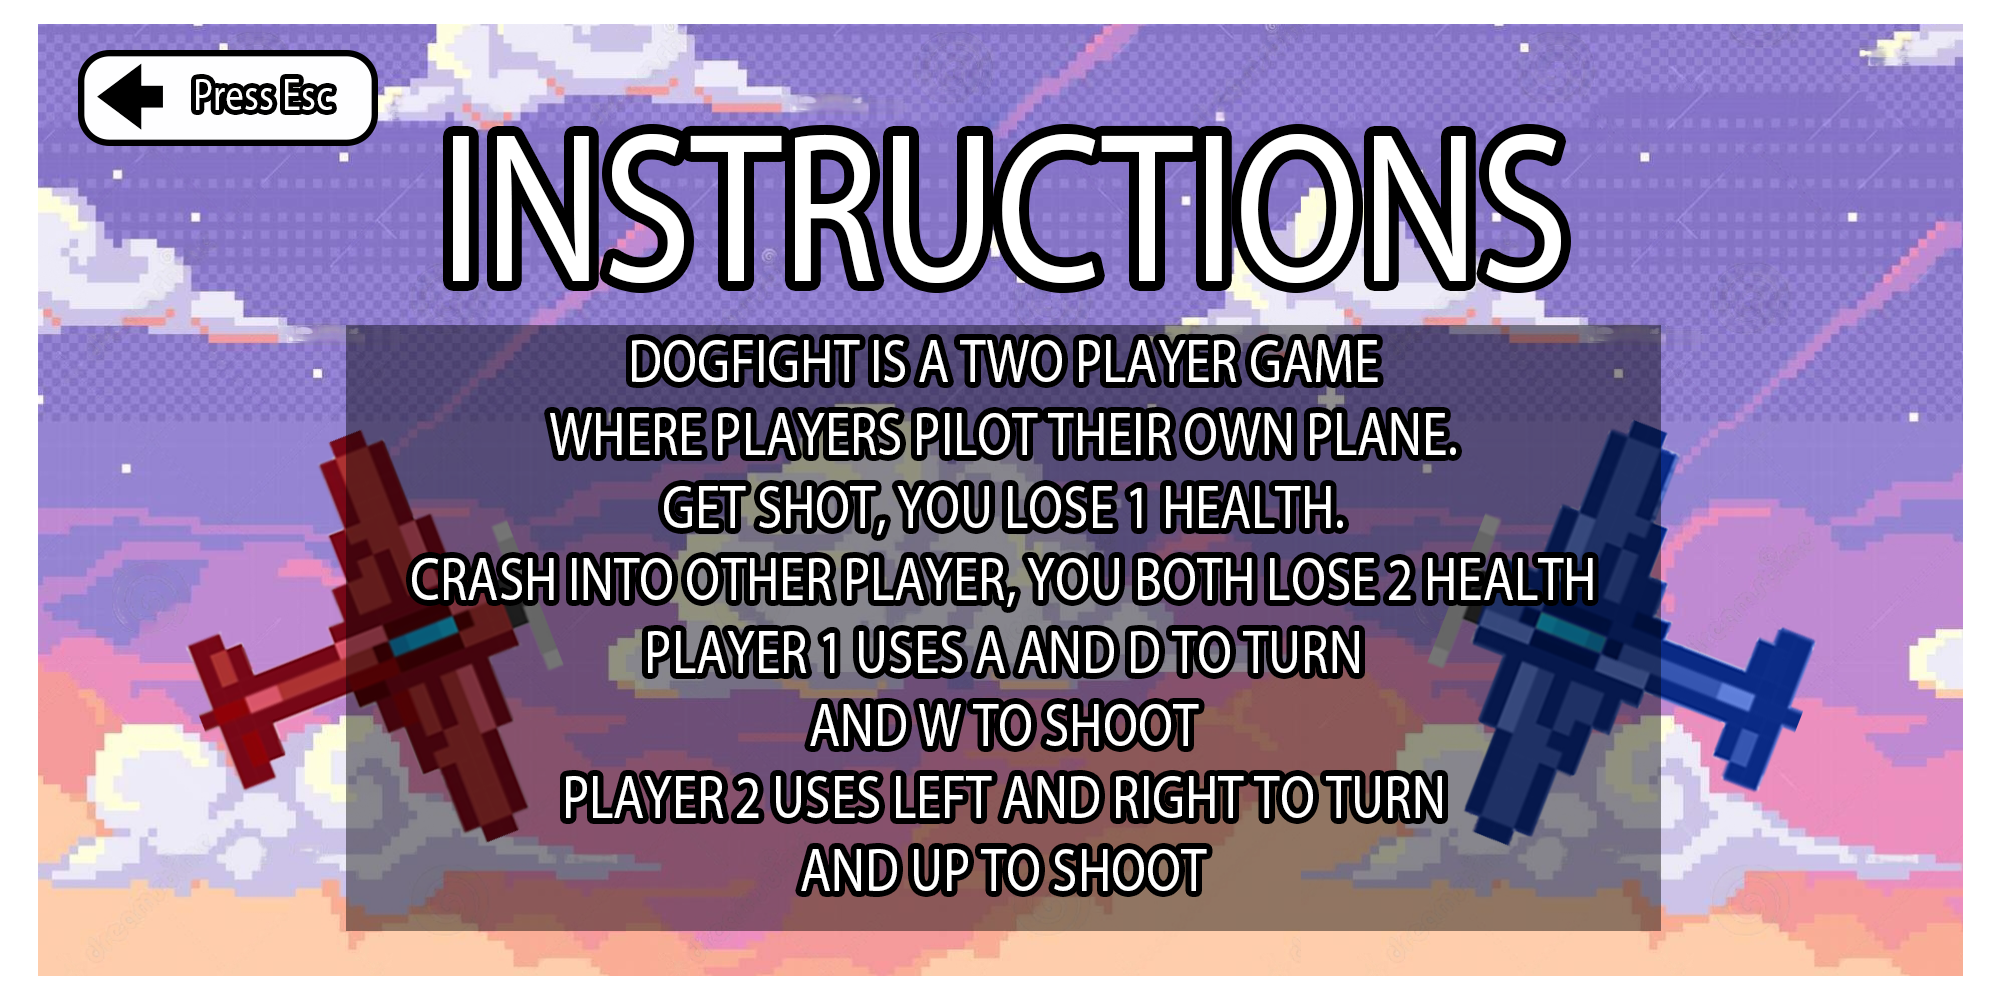 Press Esc
INSTRUCTIONS
DOGFIGHT IS A TWO PLAYER GAME
WHERE PLAYERS PILOT THEIR OWN PLANE.
GET SHOT, YOU LOSE 1 HEALTH.
CRASH INTO OTHER PLAYER, YOU BOTH LOSE 2 HEALTH
PLAYER 1 USES A AND D TO TURN
AND W TO SHOOT
PLAYER 2 USES LEFT AND RIGHT TO TURN
AND UP TO SHOOT